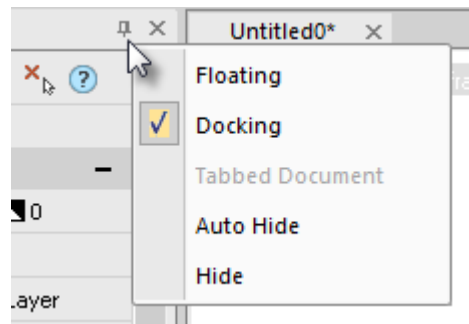 Untitled0*
Floating
Docking
Tabbed Document
Auto Hide
0
Hide
Layer